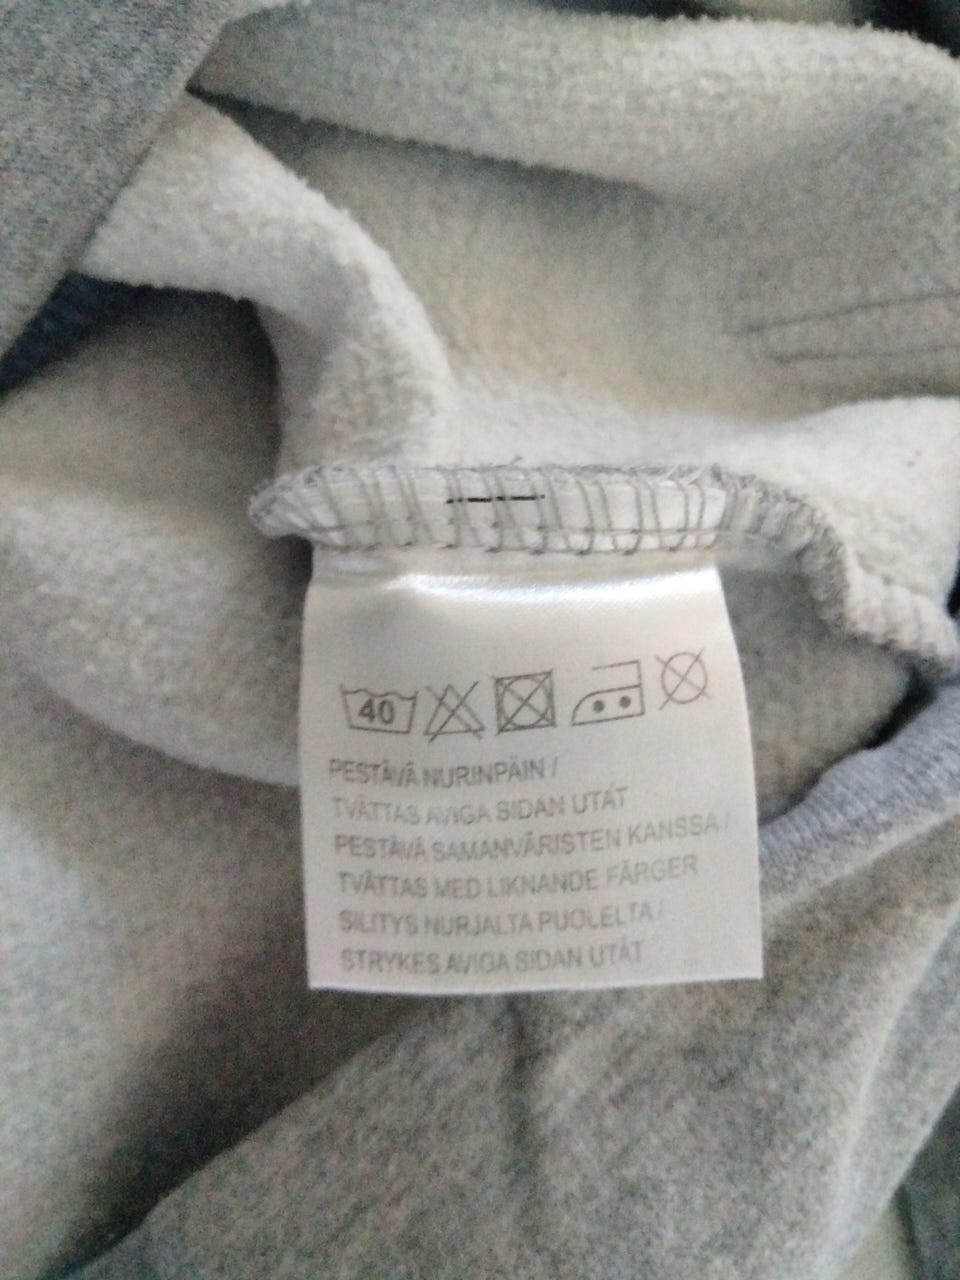 40
PESTÄVÄ NURINPÄIN /
TVÄTTAS AVIGA SIDAN UTÅT
PESTÄVÄ SAMANVÄRISTEN KANSSA /
TVÄTTAS MED LIKNANDE FÄRGER
SILITYS NURJALTA PUOLELTA /
STRYKES AVIGA SIDAN UTÅT